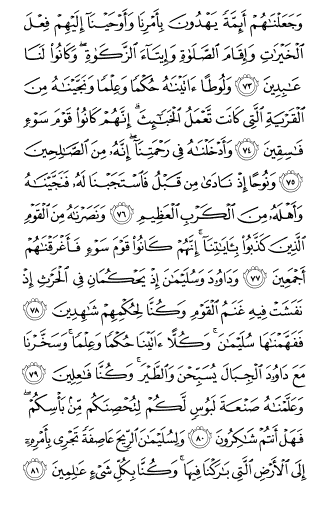 وَجَعَلْنَٰهُمْ أَئِمَّةً يَهْدُونَ بِأَمْرِنَا وَأَوْحَيْنَآ إِلَيْهِمْ فِعْلَ
ٱلْخَيْرَٰتِ وَإِقَامَ ٱلصَّلَوٰةِ وَإِيتَآءَ ٱلزَّكَوٰةِ ۖ وَكَانُوا۟ لَنَا
عَٰبِدِينَ ٧٣ وَلُوطًا ءَاتَيْنَٰهُ حُكْمًا وَعِلْمًا وَنَجَّيْنَٰهُ مِنَ
ٱلْقَرْيَةِ ٱلَّتِى كَانَت تَّعْمَلُ ٱلْخَبَٰٓئِثَ ۗ إِنَّهُمْ كَانُوا۟ قَوْمَ سَوْءٍ
فَٰسِقِينَ ٧٤ وَأَدْخَلْنَٰهُ فِى رَحْمَتِنَآ ۖ إِنَّهُۥ مِنَ ٱلصَّٰلِحِينَ
٧٥ وَنُوحًا إِذْ نَادَىٰ مِن قَبْلُ فَٱسْتَجَبْنَا لَهُۥ فَنَجَّيْنَٰهُ
وَأَهْلَهُۥ مِنَ ٱلْكَرْبِ ٱلْعَظِيمِ ٧٦ وَنَصَرْنَٰهُ مِنَ ٱلْقَوْمِ
ٱلَّذِينَ كَذَّبُوا۟ بِـَٔايَٰتِنَآ ۚ إِنَّهُمْ كَانُوا۟ قَوْمَ سَوْءٍ فَأَغْرَقْنَٰهُمْ
أَجْمَعِينَ ٧٧ وَدَاوُۥدَ وَسُلَيْمَٰنَ إِذْ يَحْكُمَانِ فِى ٱلْحَرْثِ إِذْ
نَفَشَتْ فِيهِ غَنَمُ ٱلْقَوْمِ وَكُنَّا لِحُكْمِهِمْ شَٰهِدِينَ ٧٨
فَفَهَّمْنَٰهَا سُلَيْمَٰنَ ۚ وَكُلًّا ءَاتَيْنَا حُكْمًا وَعِلْمًا ۚ وَسَخَّرْنَا
مَعَ دَاوُۥدَ ٱلْجِبَالَ يُسَبِّحْنَ وَٱلطَّيْرَ ۚ وَكُنَّا فَٰعِلِينَ ٧٩
وَعَلَّمْنَٰهُ صَنْعَةَ لَبُوسٍ لَّكُمْ لِتُحْصِنَكُم مِّنۢ بَأْسِكُمْ ۖ
فَهَلْ أَنتُمْ شَٰكِرُونَ ٨٠ وَلِسُلَيْمَٰنَ ٱلرِّيحَ عَاصِفَةً تَجْرِى بِأَمْرِهِۦٓ
إِلَى ٱلْأَرْضِ ٱلَّتِى بَٰرَكْنَا فِيهَا ۚ وَكُنَّا بِكُلِّ شَىْءٍ عَٰلِمِينَ ٨١